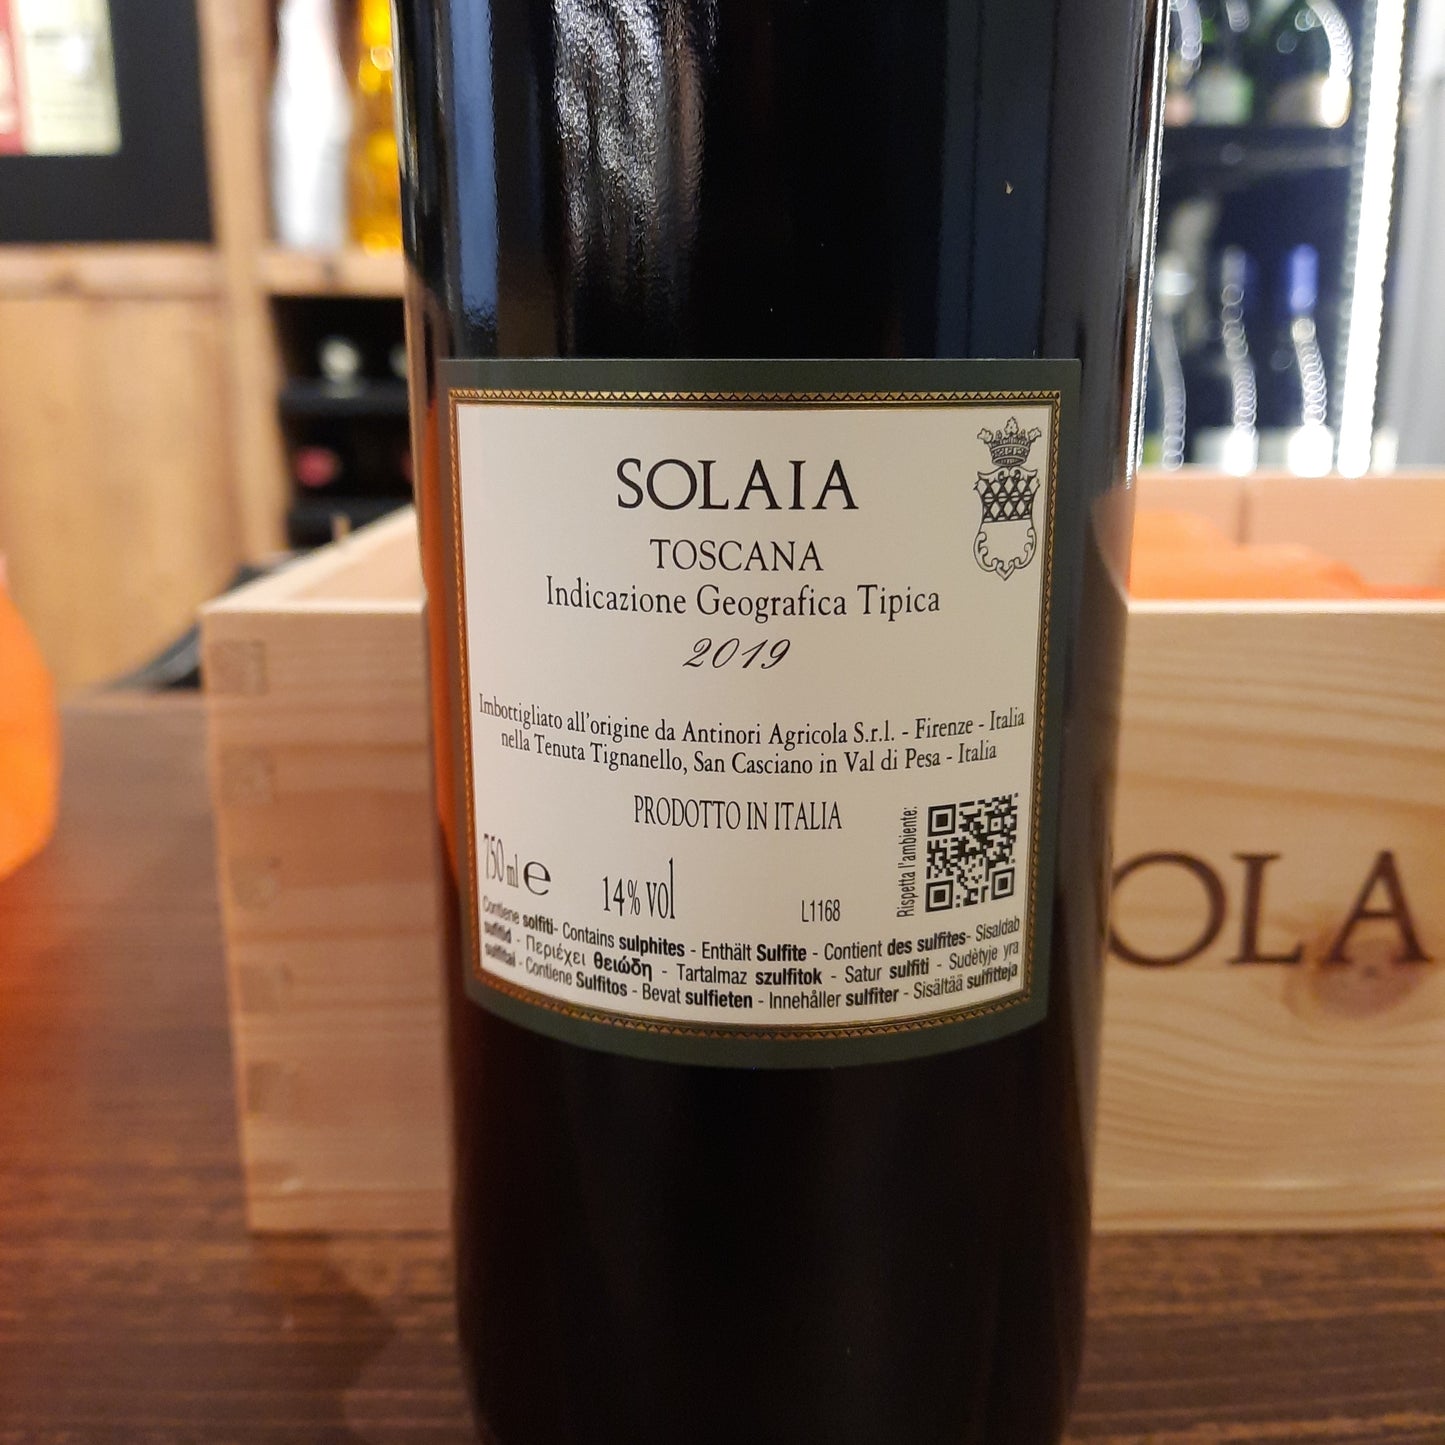 SOLAIA
TOSCANA
Indicazione Geografica Tipica
2019
Imbottigliato all'origine da Antinori Agricola S.r.l. - Firenze - Italia
nella Tenuta Tignanello, San Casciano in Val di Pesa - Italia
PRODOTTO IN ITALIA
750 ml e
14% vol
L1168
Rispetta l'ambiente:
Contiene solfiti- Contains sulphites - Enthält Sulfite - Contient des sulfites- Sisaldab
sulfitid - Περιέχει θειώδη - Tartalmaz szulfitok - Satur sulfiti - Sudėtyje yra
sulfitai - Contiene Sulfitos - Bevat sulfieten - Innehåller sulfiter - Sisältää sulfitteja
OLA